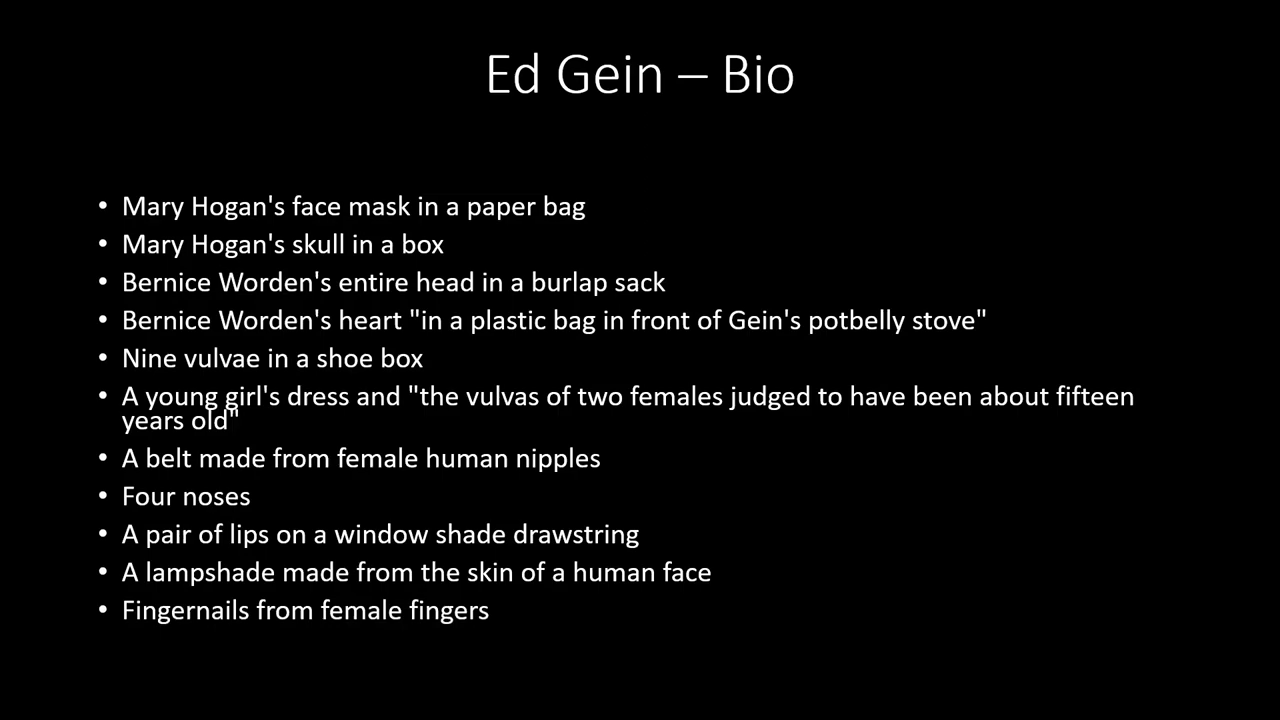 Ed Gein – Bio
• Mary Hogan's face mask in a paper bag
• Mary Hogan's skull in a box
• Bernice Worden's entire head in a burlap sack
• Bernice Worden's heart "in a plastic bag in front of Gein's potbelly stove"
• Nine vulvae in a shoe box
• A young girl's dress and "the vulvas of two females judged to have been about fifteen
years old"
• A belt made from female human nipples
• Four noses
• A pair of lips on a window shade drawstring
• A lampshade made from the skin of a human face
• Fingernails from female fingers